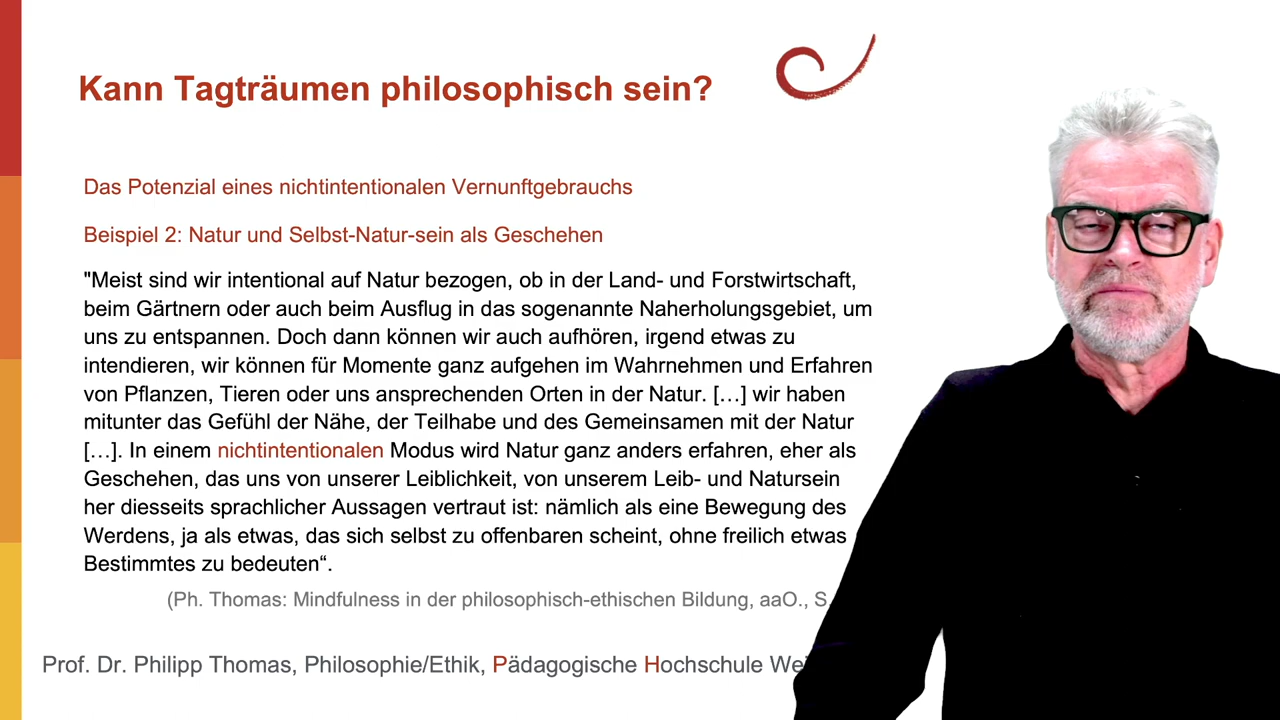 Kann Tagträumen philosophisch sein?
Das Potenzial eines nichtintentionalen Vernunftgebrauchs
Beispiel 2: Natur und Selbst-Natur-sein als Geschehen
"Meist sind wir intentional auf Natur bezogen, ob in der Land- und Forstwirtschaft,
beim Gärtnern oder auch beim Ausflug in das sogenannte Naherholungsgebiet, um
uns zu entspannen. Doch dann können wir auch aufhören, irgend etwas zu
intendieren, wir können für Momente ganz aufgehen im Wahrnehmen und Erfahren
von Pflanzen, Tieren oder uns ansprechenden Orten in der Natur. […] wir haben
mitunter das Gefühl der Nähe, der Teilhabe und des Gemeinsamen mit der Natur
[…]. In einem nichtintentionalen Modus wird Natur ganz anders erfahren, eher als
Geschehen, das uns von unserer Leiblichkeit, von unserem Leib- und Natursein
her diesseits sprachlicher Aussagen vertraut ist: nämlich als eine Bewegung des
Werdens, ja als etwas, das sich selbst zu offenbaren scheint, ohne freilich etwas
Bestimmtes zu bedeuten“.
(Ph. Thomas: Mindfulness in der philosophisch-ethischen Bildung, aaO., S.
Prof. Dr. Philipp Thomas, Philosophie/Ethik, Pädagogische Hochschule